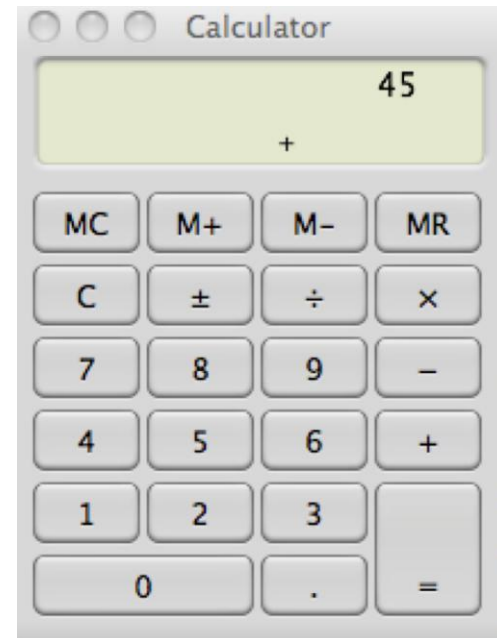 Calculator
45
+
MC M+ M− MR
C ± ÷ ×
7 8 9 −
4 5 6 +
1 2 3
0 . =